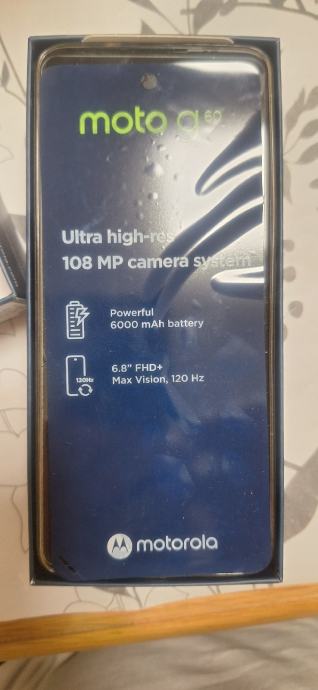 moto g 60
Ultra high-res
108 MP camera system
Powerful
6000 mAh battery
120Hz
6.8" FHD+
Max Vision, 120 Hz
motorola